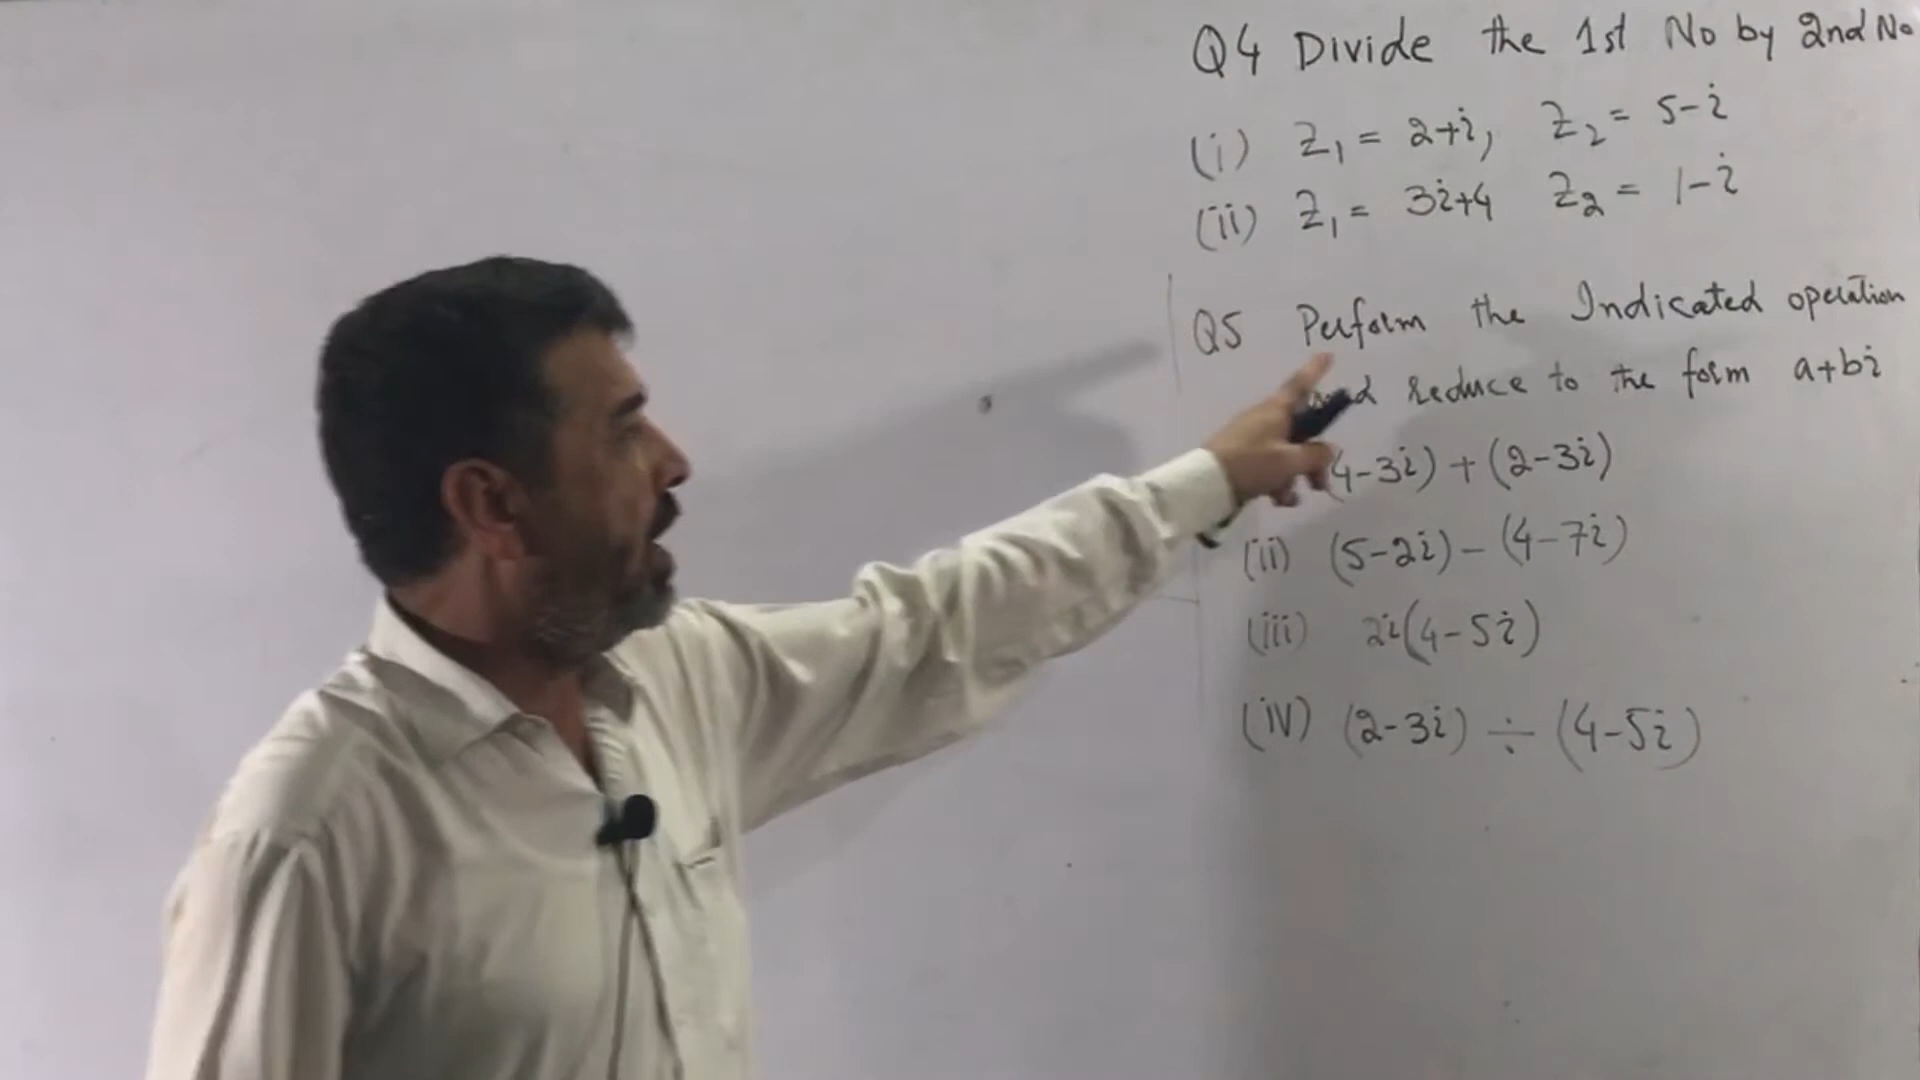 Q4 Divide the 1st No by 2nd No
(i) Z₁ = 2+i, Z₂ = 5-i
(ii) Z₁ = 3i+4 Z₂ = 1-i
Q5 Perform the Indicated operation
reduce to the form a+bi
4-3i) + (2-3i)
(ii) (5-2i) - (4-7i)
(iii) 2i(4-5i)
(iv) (2-3i) ÷ (4-5i)